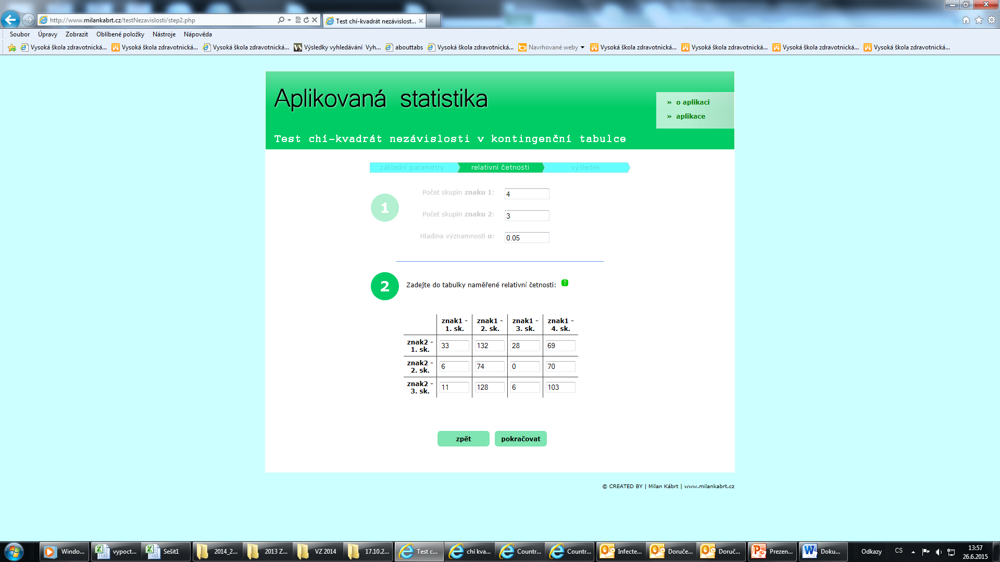 http://www.milankabrt.cz/testNezavislosti/step2.php
Test chí-kvadrát nezávislost...
Soubor Úpravy Zobrazit Oblíbené položky Nástroje Nápověda
Vysoká škola zdravotnická... Vysoká škola zdravotnická... Vysoká škola zdravotnická... VS Výsledky vyhledávání Vyh... abouttabs Vysoká škola zdravotnická... Navrhované weby Vysoká škola zdravotnická... Vysoká škola zdravotnická... Vysoká škola zdravotnická... Vysoká škola zdravotnická...
Aplikovaná statistika
» o aplikaci
» aplikace
Test chí-kvadrát nezávislosti v kontingenční tabulce
základní parametry relativní četnosti výsledek
1
Počet skupin znaku 1: 4
Počet skupin znaku 2: 3
Hladina významnosti α: 0.05
2 Zadejte do tabulky naměřené relativní četnosti: ?
znak1 - 1. sk. znak1 - 2. sk. znak1 - 3. sk. znak1 - 4. sk.
znak2 - 1. sk. 33 132 28 69
znak2 - 2. sk. 6 74 0 70
znak2 - 3. sk. 11 128 6 103
zpět pokračovat
© CREATED BY | Milan Kábrt | www.milankabrt.cz
Windo... vypoct... Sešit1 2014_2... 2013 Z... VZ 2014 17.10.2... Test c... chí kva... Countr... Countr... Infecte... Doruče... Doruč... Prezen... Doku... Odkazy CS 13:57
26.6.2015